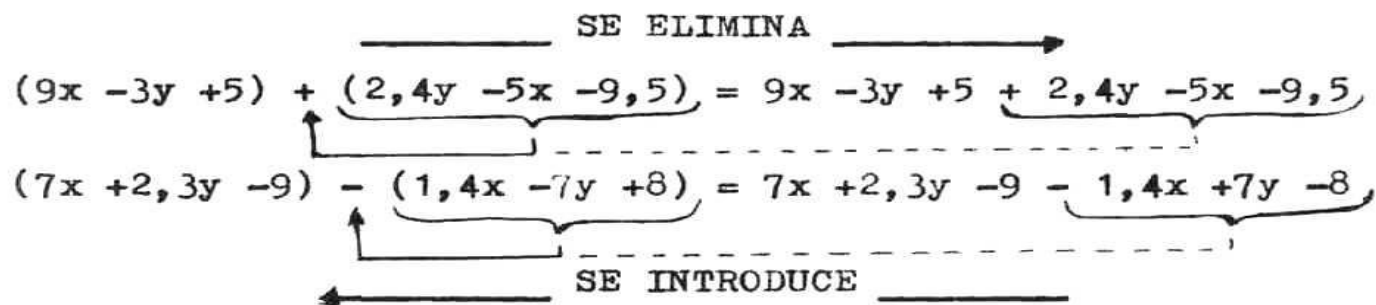 SE ELIMINA
(9x -3y +5) + (2,4y -5x -9,5) = 9x -3y +5 + 2,4y -5x -9,5
(7x +2,3y -9) - (1,4x -7y +8) = 7x +2,3y -9 - 1,4x +7y -8
SE INTRODUCE